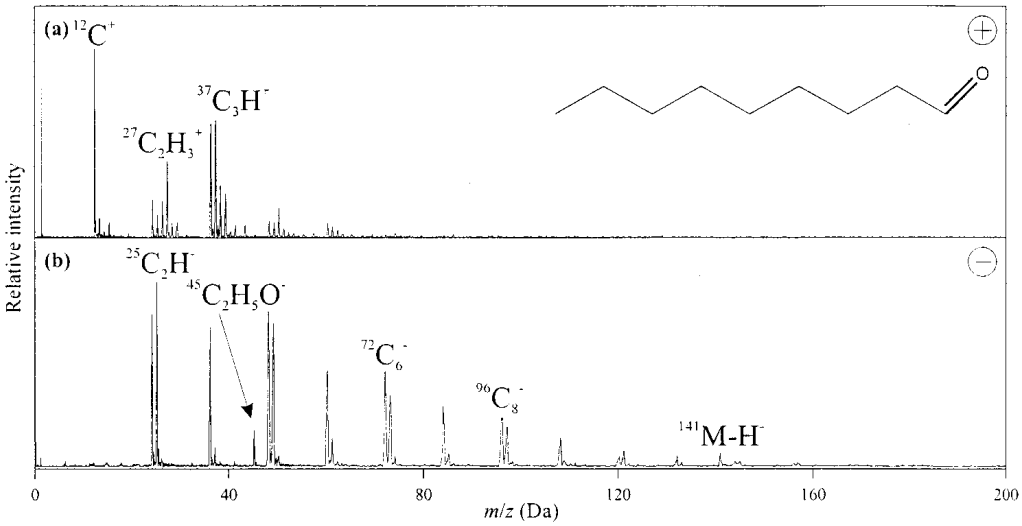 (a)
¹²C⁺
²⁷C₂H₃⁺
³⁷C₃H⁻
O
+
(b)
²⁵C₂H⁻
⁴⁵C₂H₅O⁻
⁷²C₆⁻
⁹⁶C₈⁻
¹⁴¹M-H⁻
−
Relative intensity
0 40 80 120 160 200
m/z (Da)